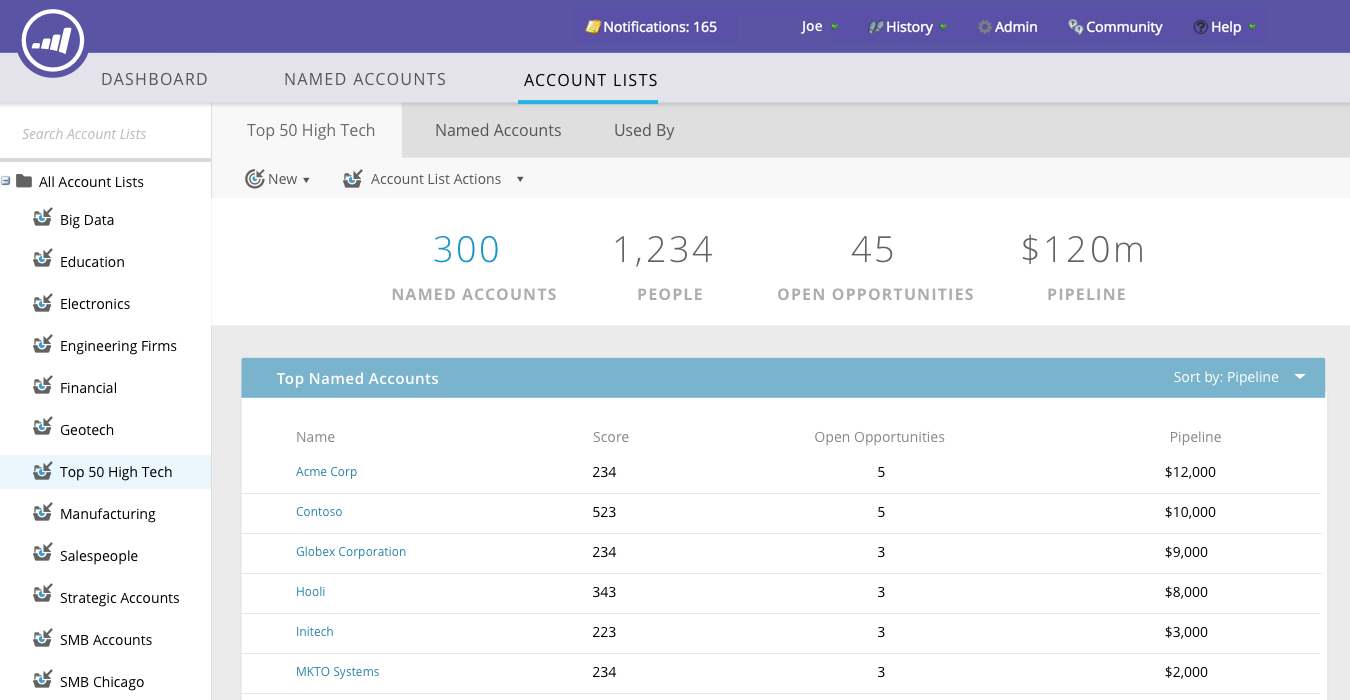 Notifications: 165 Joe History Admin Community Help
DASHBOARD NAMED ACCOUNTS ACCOUNT LISTS
Search Account Lists
All Account Lists
Big Data
Education
Electronics
Engineering Firms
Financial
Geotech
Top 50 High Tech
Manufacturing
Salespeople
Strategic Accounts
SMB Accounts
SMB Chicago
Top 50 High Tech Named Accounts Used By
New Account List Actions
300 1,234 45 $120m
NAMED ACCOUNTS PEOPLE OPEN OPPORTUNITIES PIPELINE
Top Named Accounts Sort by: Pipeline
Name Score Open Opportunities Pipeline
Acme Corp 234 5 $12,000
Contoso 523 5 $10,000
Globex Corporation 234 3 $9,000
Hooli 343 3 $8,000
Initech 223 3 $3,000
MKTO Systems 234 3 $2,000